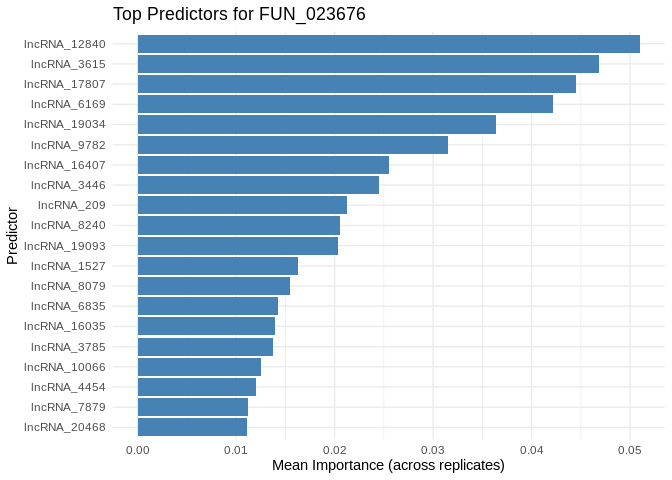 Top Predictors for FUN_023676
Predictor
lncRNA_12840
lncRNA_3615
lncRNA_17807
lncRNA_6169
lncRNA_19034
lncRNA_9782
lncRNA_16407
lncRNA_3446
lncRNA_209
lncRNA_8240
lncRNA_19093
lncRNA_1527
lncRNA_8079
lncRNA_6835
lncRNA_16035
lncRNA_3785
lncRNA_10066
lncRNA_4454
lncRNA_7879
lncRNA_20468
0.00 0.01 0.02 0.03 0.04 0.05
Mean Importance (across replicates)